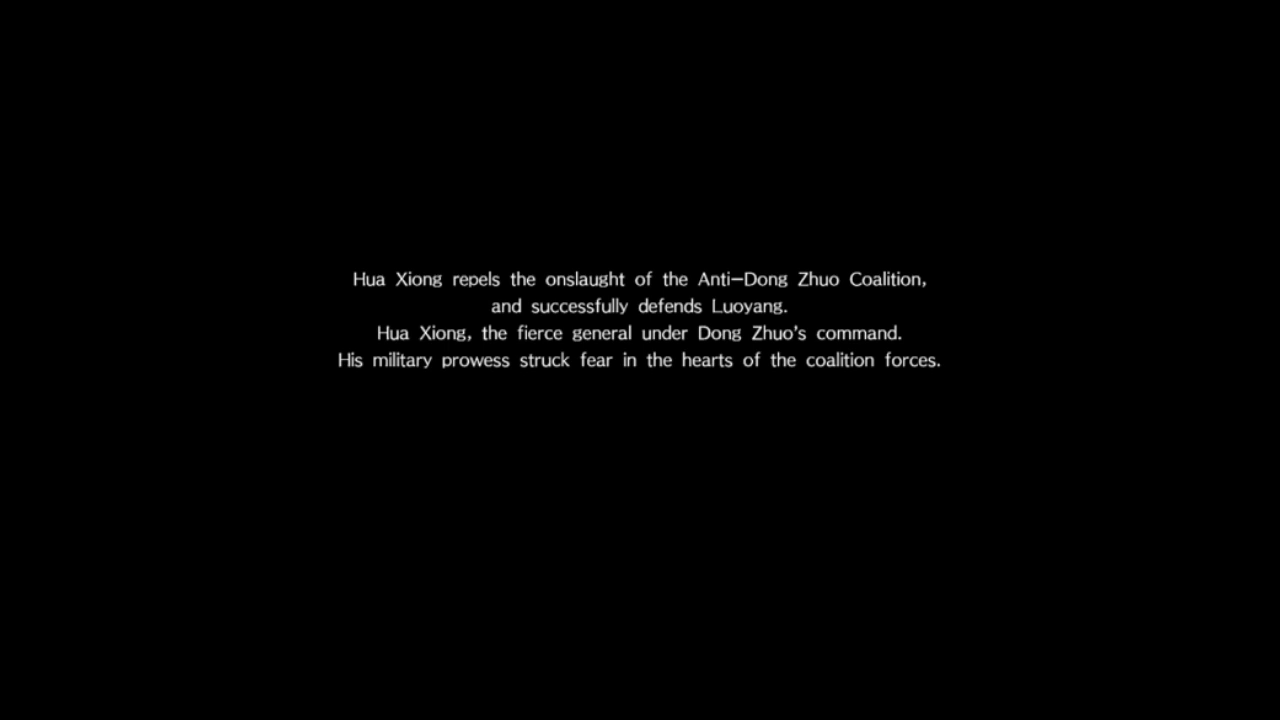 Hua Xiong repels the onslaught of the Anti–Dong Zhuo Coalition,
and successfully defends Luoyang.
Hua Xiong, the fierce general under Dong Zhuo's command.
His military prowess struck fear in the hearts of the coalition forces.